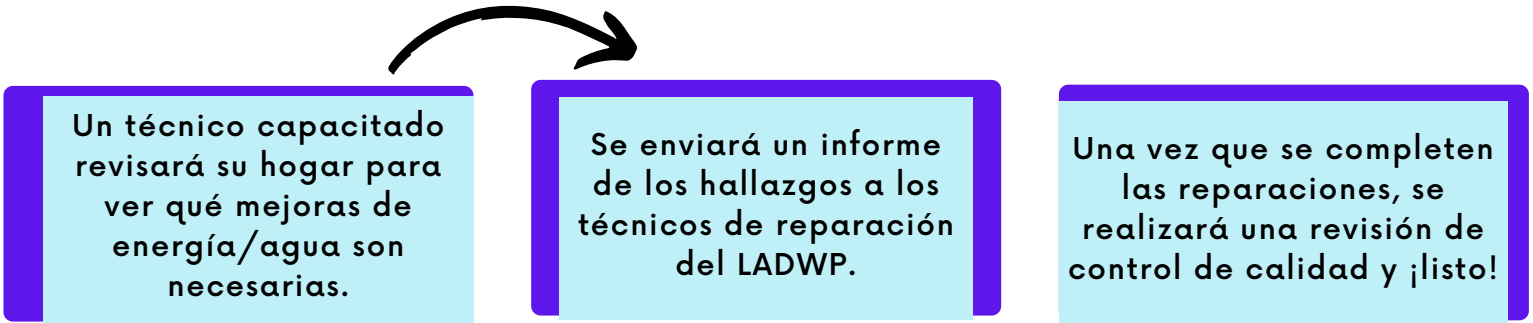 Un técnico capacitado
revisará su hogar para
ver qué mejoras de
energía/agua son
necesarias.
Se enviará un informe
de los hallazgos a los
técnicos de reparación
del LADWP.
Una vez que se completen
las reparaciones, se
realizará una revisión de
control de calidad y ¡listo!